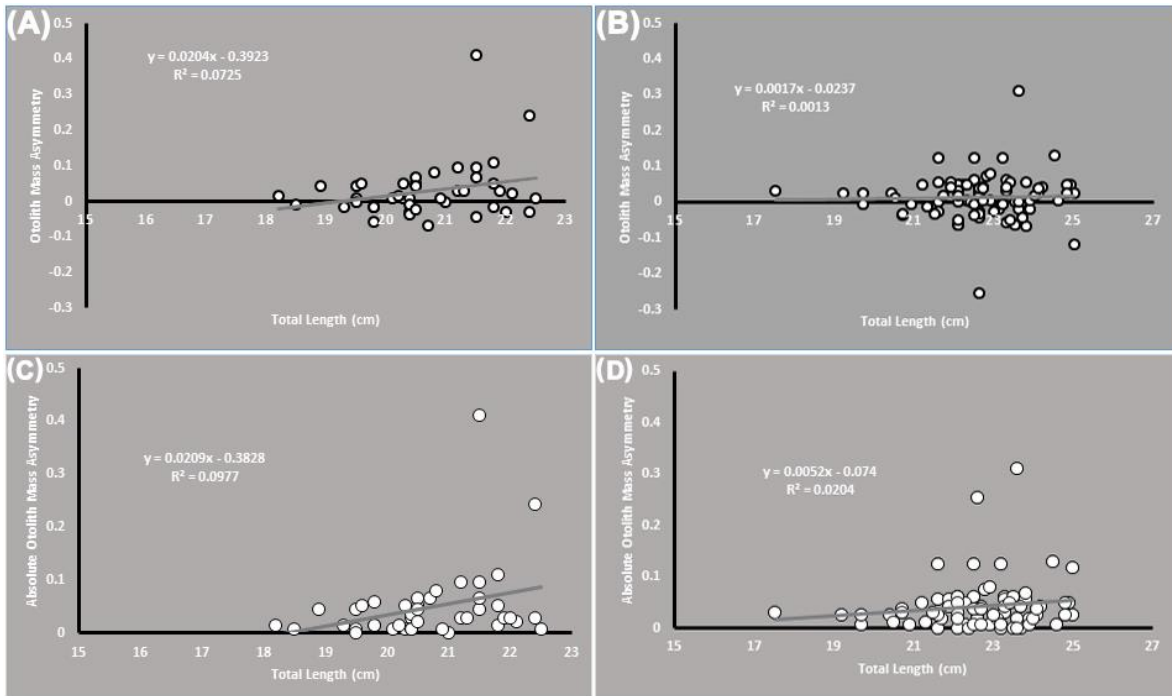 (A)
Otolith Mass Asymmetry
0.5
0.4
0.3
0.2
0.1
0
-0.1
-0.2
-0.3
y = 0.0204x - 0.3923
R² = 0.0725
15 16 17 18 19 20 21 22 23
Total Length (cm)
(B)
Otolith Mass Asymmetry
0.5
0.4
0.3
0.2
0.1
0
-0.1
-0.2
-0.3
y = 0.0017x - 0.0237
R² = 0.0013
15 17 19 21 23 25 27
Total Length (cm)
(C)
Absolute Otolith Mass Asymmetry
0.5
0.4
0.3
0.2
0.1
0
y = 0.0209x - 0.3828
R² = 0.0977
15 16 17 18 19 20 21 22 23
Total Length (cm)
(D)
Absolute Otolith Mass Asymmetry
0.5
0.4
0.3
0.2
0.1
0
y = 0.0052x - 0.074
R² = 0.0204
15 17 19 21 23 25 27
Total Length (cm)